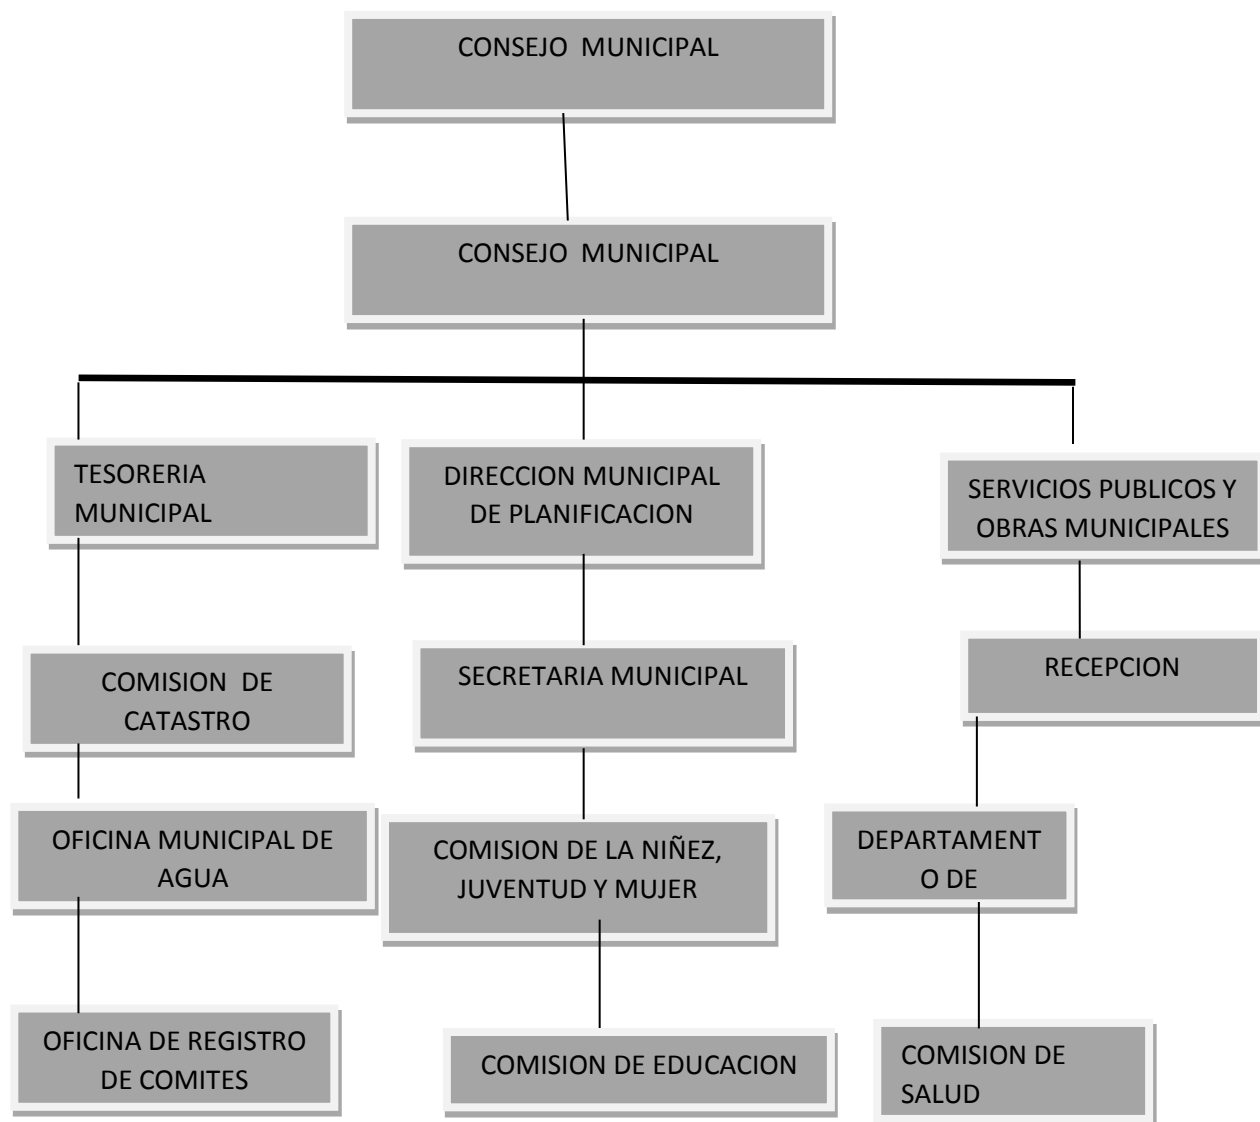 CONSEJO MUNICIPAL
CONSEJO MUNICIPAL
TESORERIA
MUNICIPAL
DIRECCION MUNICIPAL
DE PLANIFICACION
SERVICIOS PUBLICOS Y
OBRAS MUNICIPALES
COMISION DE
CATASTRO
SECRETARIA MUNICIPAL
RECEPCION
OFICINA MUNICIPAL DE
AGUA
COMISION DE LA NIÑEZ,
JUVENTUD Y MUJER
DEPARTAMENT
O DE
OFICINA DE REGISTRO
DE COMITES
COMISION DE EDUCACION
COMISION DE
SALUD